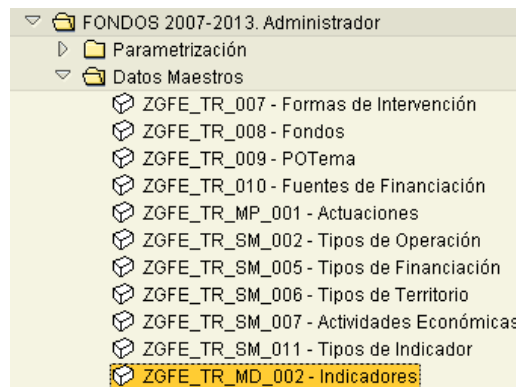 FONDOS 2007-2013. Administrador
Parametrización
Datos Maestros
ZGFE_TR_007 - Formas de Intervención
ZGFE_TR_008 - Fondos
ZGFE_TR_009 - POTema
ZGFE_TR_010 - Fuentes de Financiación
ZGFE_TR_MP_001 - Actuaciones
ZGFE_TR_SM_002 - Tipos de Operación
ZGFE_TR_SM_005 - Tipos de Financiación
ZGFE_TR_SM_006 - Tipos de Territorio
ZGFE_TR_SM_007 - Actividades Económicas
ZGFE_TR_SM_011 - Tipos de Indicador
ZGFE_TR_MD_002 - Indicadores